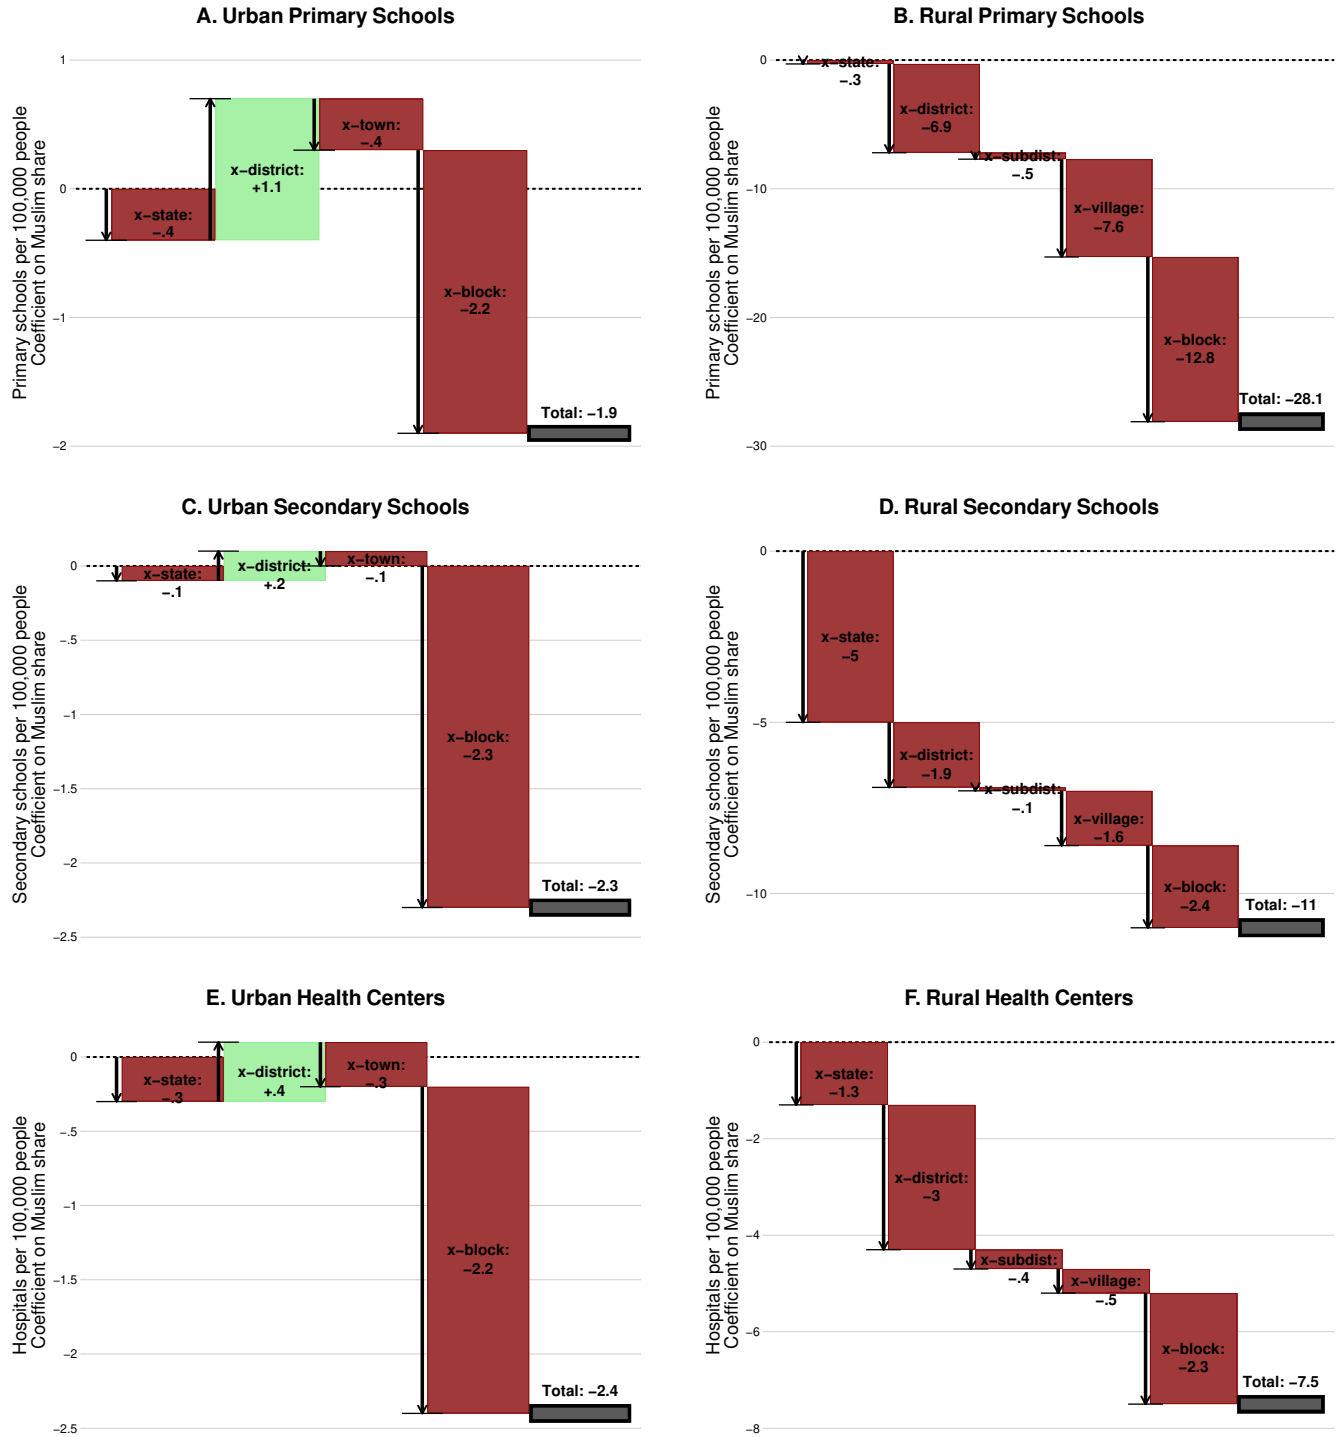 A. Urban Primary Schools
Primary schools per 100,000 people
Coefficient on Muslim share
1
0
−1
−2
x−state:
−.4
x−district:
+1.1
x−town:
−.4
x−block:
−2.2
Total: −1.9
B. Rural Primary Schools
Primary schools per 100,000 people
Coefficient on Muslim share
0
−10
−20
−30
x−state:
−.3
x−district:
−6.9
x−subdist:
−.5
x−village:
−7.6
x−block:
−12.8
Total: −28.1
C. Urban Secondary Schools
Secondary schools per 100,000 people
Coefficient on Muslim share
0
−.5
−1
−1.5
−2
−2.5
x−state:
−.1
x−district:
+.2
x−town:
−.1
x−block:
−2.3
Total: −2.3
D. Rural Secondary Schools
Secondary schools per 100,000 people
Coefficient on Muslim share
0
−5
−10
x−state:
−5
x−district:
−1.9
x−subdist:
−.1
x−village:
−1.6
x−block:
−2.4
Total: −11
E. Urban Health Centers
Hospitals per 100,000 people
Coefficient on Muslim share
0
−.5
−1
−1.5
−2
−2.5
x−state:
−.3
x−district:
+.4
x−town:
−.3
x−block:
−2.2
Total: −2.4
F. Rural Health Centers
Hospitals per 100,000 people
Coefficient on Muslim share
0
−2
−4
−6
−8
x−state:
−1.3
x−district:
−3
x−subdist:
−.4
x−village:
−.5
x−block:
−2.3
Total: −7.5